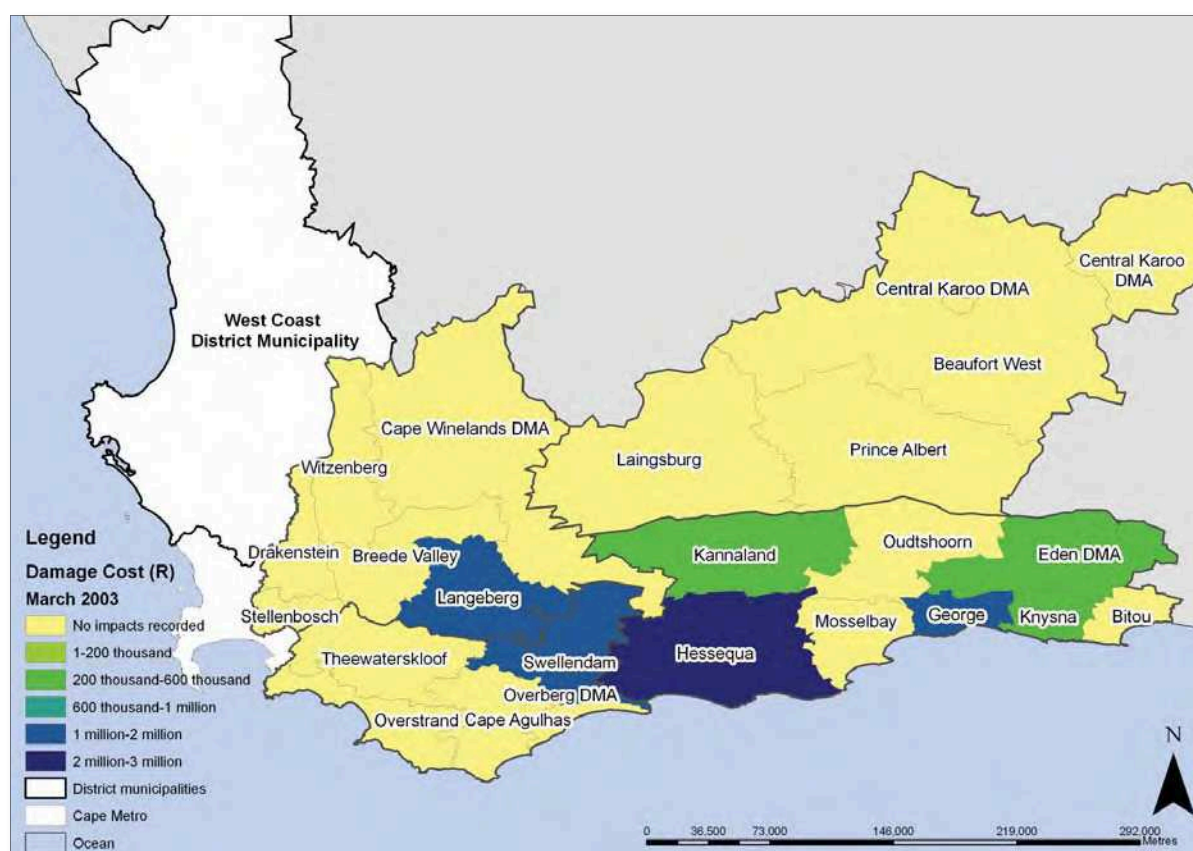 Central Karoo
DMA
Central Karoo DMA
West Coast
District Municipality
Beaufort West
Cape Winelands DMA
Prince Albert
Laingsburg
Witzenberg
Drakenstein
Breede Valley
Kannaland
Oudtshoorn
Eden DMA
Langeberg
Stellenbosch
Mosselbay
George
Knysna
Bitou
Theewaterskloof
Swellendam
Hessequa
Overberg DMA
Overstrand
Cape Agulhas
Legend
Damage Cost (R)
March 2003
No impacts recorded
1-200 thousand
200 thousand-600 thousand
600 thousand-1 million
1 million-2 million
2 million-3 million
District municipalities
Cape Metro
Ocean
N
0 36,500 73,000 146,000 219,000 292,000
Metres